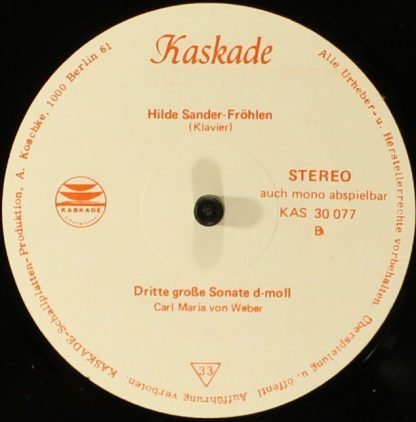 Kaskade
Hilde Sander-Fröhlen
(Klavier)
STEREO
auch mono abspielbar
KAS 30 077
B
KASKADE
Dritte große Sonate d-moll
Carl Maria von Weber
33
KASKADE-Schallplatten-Produktion, A. Koschke, 1000 Berlin 61
Alle Urheber- u. Herstellerrechte vorbehalten. Überspielung u. öffentl. Aufführung verboten.